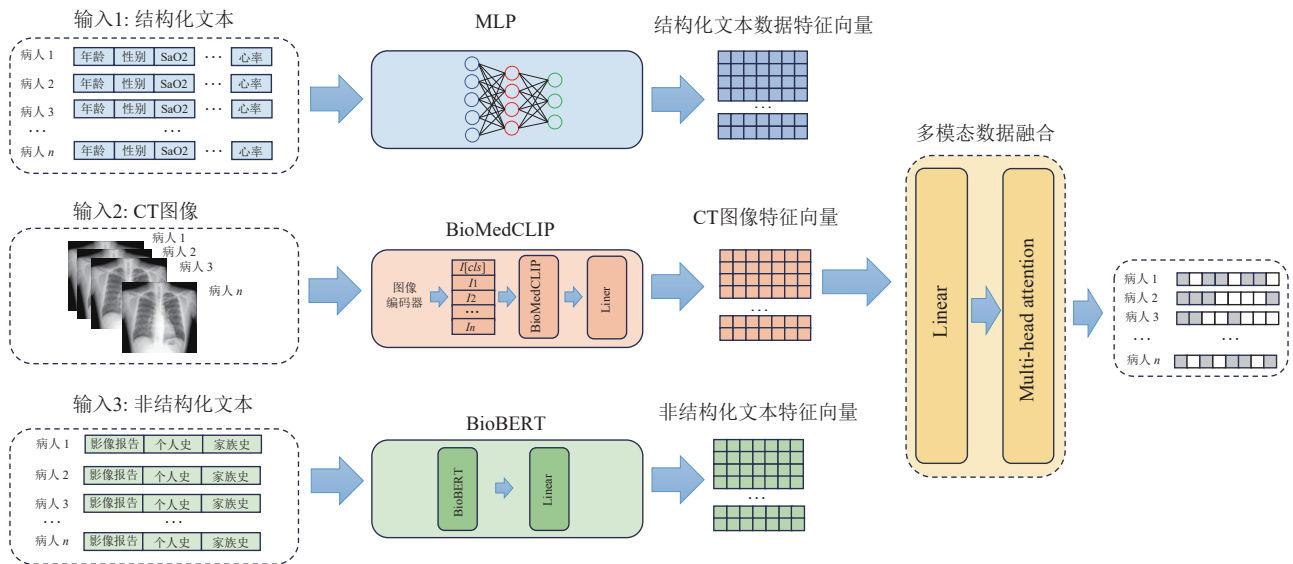 输入1: 结构化文本
MLP
结构化文本数据特征向量
病人 1 年龄 性别 SaO2 ··· 心率
病人 2 年龄 性别 SaO2 ··· 心率
病人 3 年龄 性别 SaO2 ··· 心率
··· ···
病人 n 年龄 性别 SaO2 ··· 心率
···
输入2: CT图像
BioMedCLIP
CT图像特征向量
病人 1
病人 2
病人 3
病人 n
图像
编码器
I[cls]
I1
I2
···
In
BioMedCLIP
Liner
···
输入3: 非结构化文本
BioBERT
非结构化文本特征向量
病人 1 影像报告 个人史 家族史
病人 2 影像报告 个人史 家族史
病人 3 影像报告 个人史 家族史
··· ···
病人 n 影像报告 个人史 家族史
BioBERT
Linear
···
多模态数据融合
Linear
Multi-head attention
病人 1
病人 2
病人 3
··· ···
病人 n